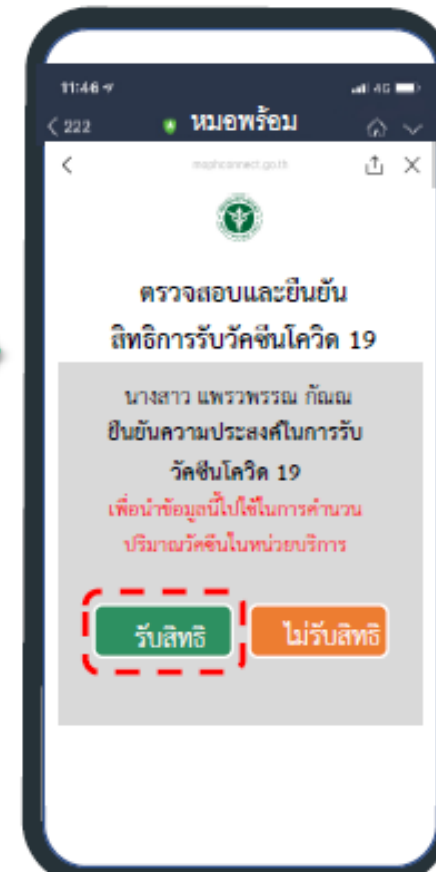 11:46
4G
222
หมอพร้อม
mophconnect.go.th
ตรวจสอบและยืนยัน
สิทธิการรับวัคซีนโควิด 19
นางสาว แพรวพรรณ กัณณ
ยืนยันความประสงค์ในการรับ
วัคซีนโควิด 19
เพื่อนำข้อมูลนี้ไปใช้ในการคำนวน
ปริมาณวัคซีนในหน่วยบริการ
รับสิทธิ
ไม่รับสิทธิ